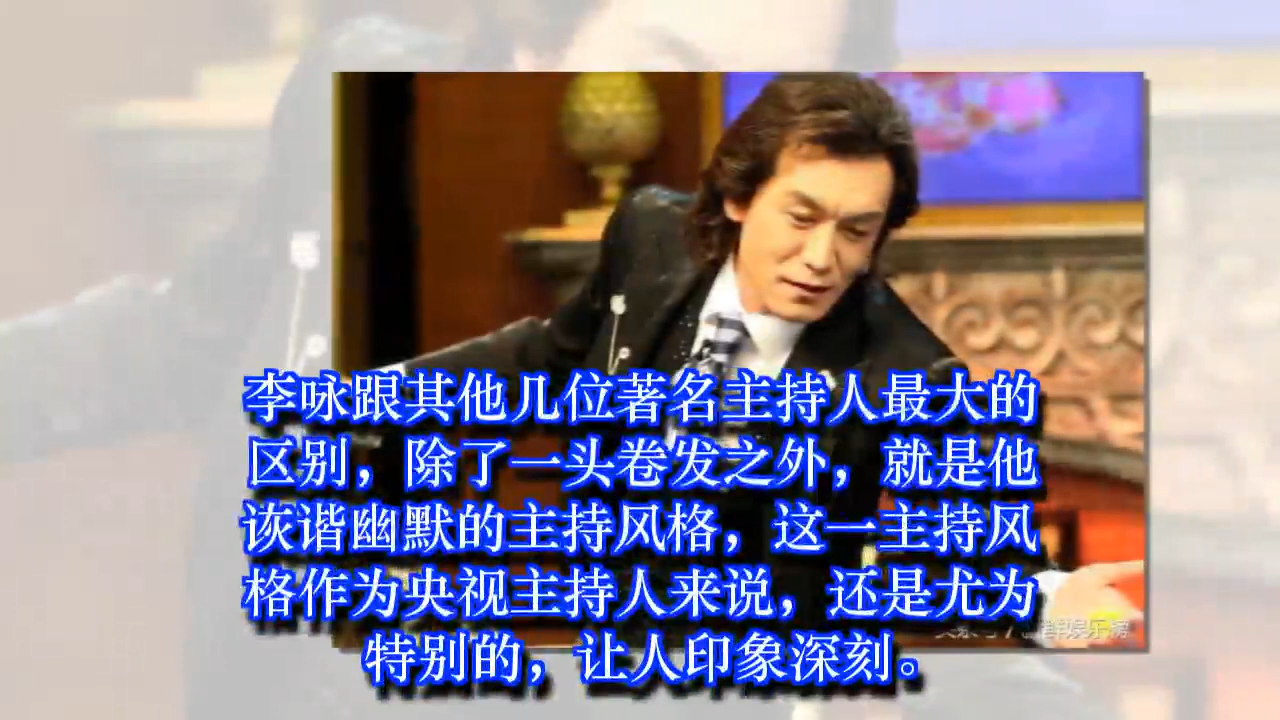 李咏跟其他几位著名主持人最大的
区别，除了一头卷发之外，就是他
诙谐幽默的主持风格，这一主持风
格作为央视主持人来说，还是尤为
特别的，让人印象深刻。